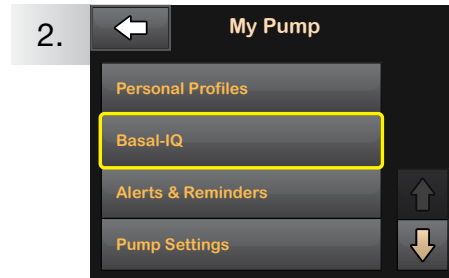 2.
My Pump
Personal Profiles
Basal-IQ
Alerts & Reminders
Pump Settings